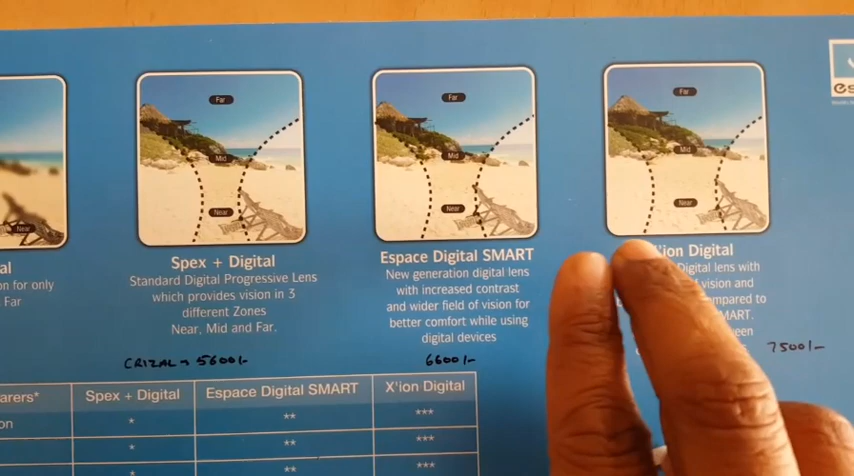 Far
Mid
Near
Far
Mid
Near
Far
Mid
Near
Near
es
al
on for only
Far
Spex + Digital
Standard Digital Progressive Lens
which provides vision in 3
different Zones
Near, Mid and Far.
CRIZAL → 5600/-
Espace Digital SMART
New generation digital lens
with increased contrast
and wider field of vision for
better comfort while using
digital devices
6600/-
'ion Digital
Digital lens with
vision and
mpared to
MART.
een
7500/-
arers* Spex + Digital Espace Digital SMART X'ion Digital
on * ** ***
* ** ***
* ** ***